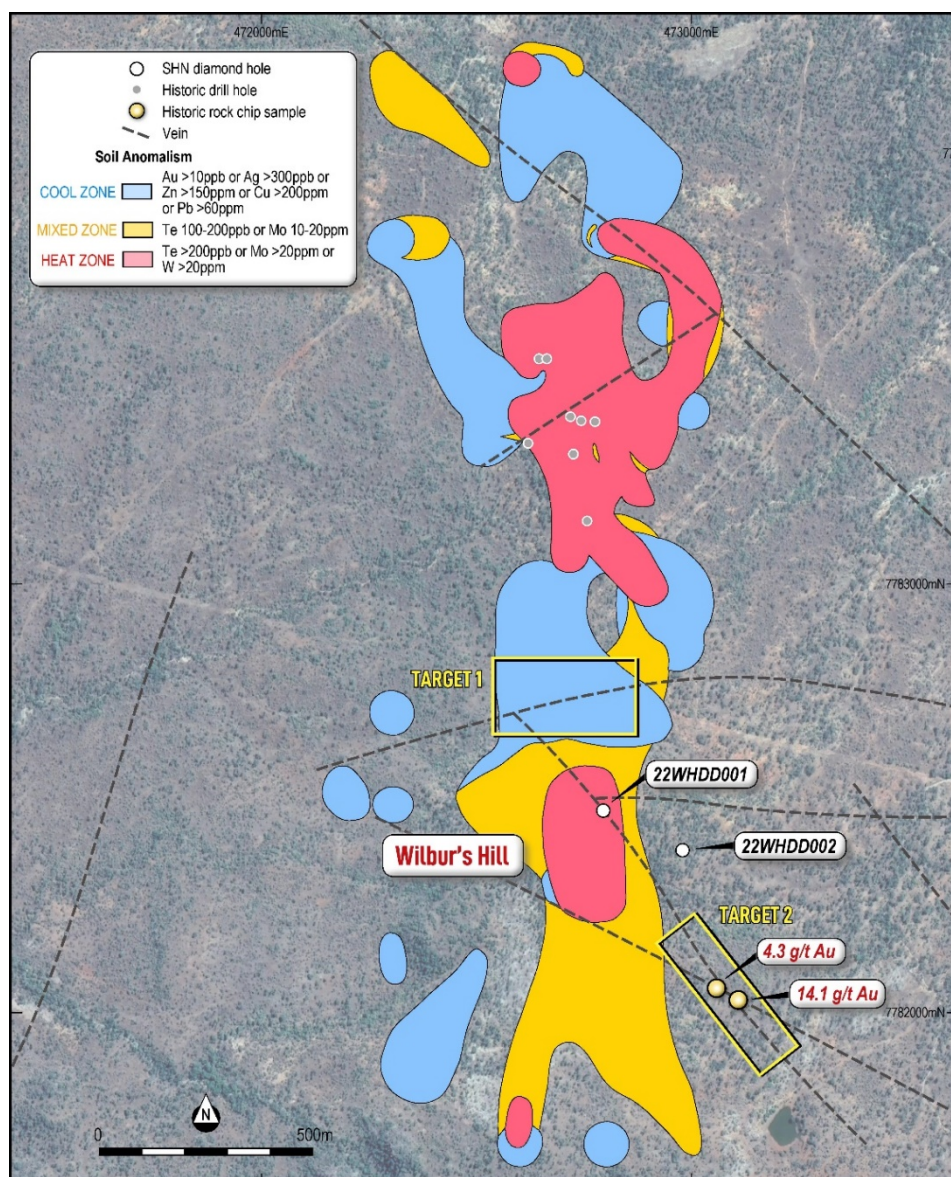 472000mE
473000mE
SHN diamond hole
Historic drill hole
Historic rock chip sample
Vein
Soil Anomalism
COOL ZONE
Au >10ppb or Ag >300ppb or
Zn >150ppm or Cu >200ppm
or Pb >60ppm
MIXED ZONE
Te 100-200ppb or Mo 10-20ppm
HEAT ZONE
Te >200ppb or Mo >20ppm or
W >20ppm
7783000mN
TARGET 1
22WHDD001
22WHDD002
Wilbur's Hill
TARGET 2
4.3 g/t Au
14.1 g/t Au
7782000mN
N
0
500m